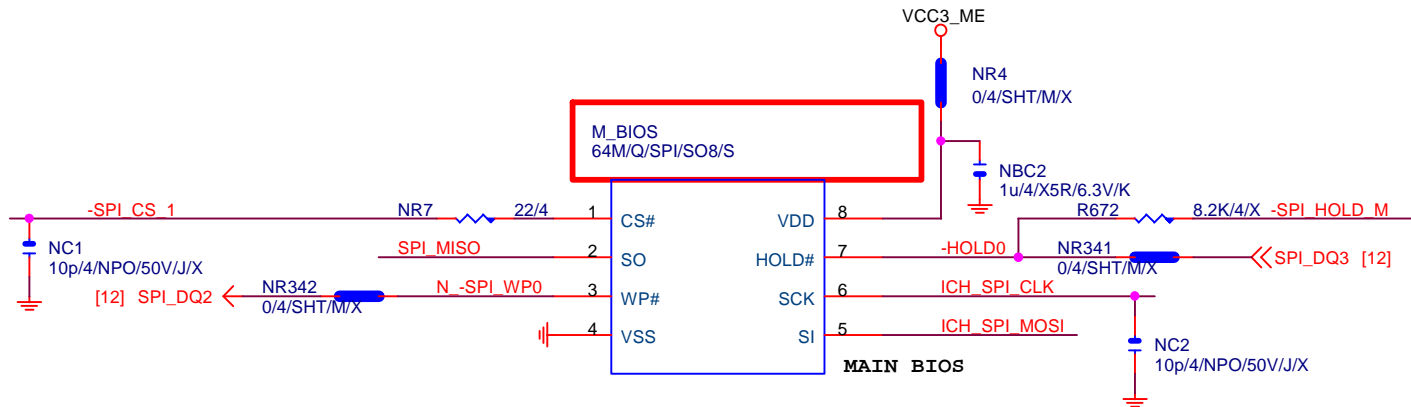 VCC3_ME
NR4
0/4/SHT/M/X
M_BIOS
64M/Q/SPI/SO8/S
NBC2
1u/4/X5R/6.3V/K
-SPI_CS_1
NR7
22/4
1
CS#
VDD
8
R672
8.2K/4/X
-SPI_HOLD_M
NC1
10p/4/NPO/50V/J/X
SPI_MISO
2
SO
HOLD#
7
-HOLD0
NR341
0/4/SHT/M/X
SPI_DQ3 [12]
[12] SPI_DQ2
NR342
0/4/SHT/M/X
N_-SPI_WP0
3
WP#
SCK
6
ICH_SPI_CLK
4
VSS
SI
5
ICH_SPI_MOSI
NC2
10p/4/NPO/50V/J/X
MAIN BIOS